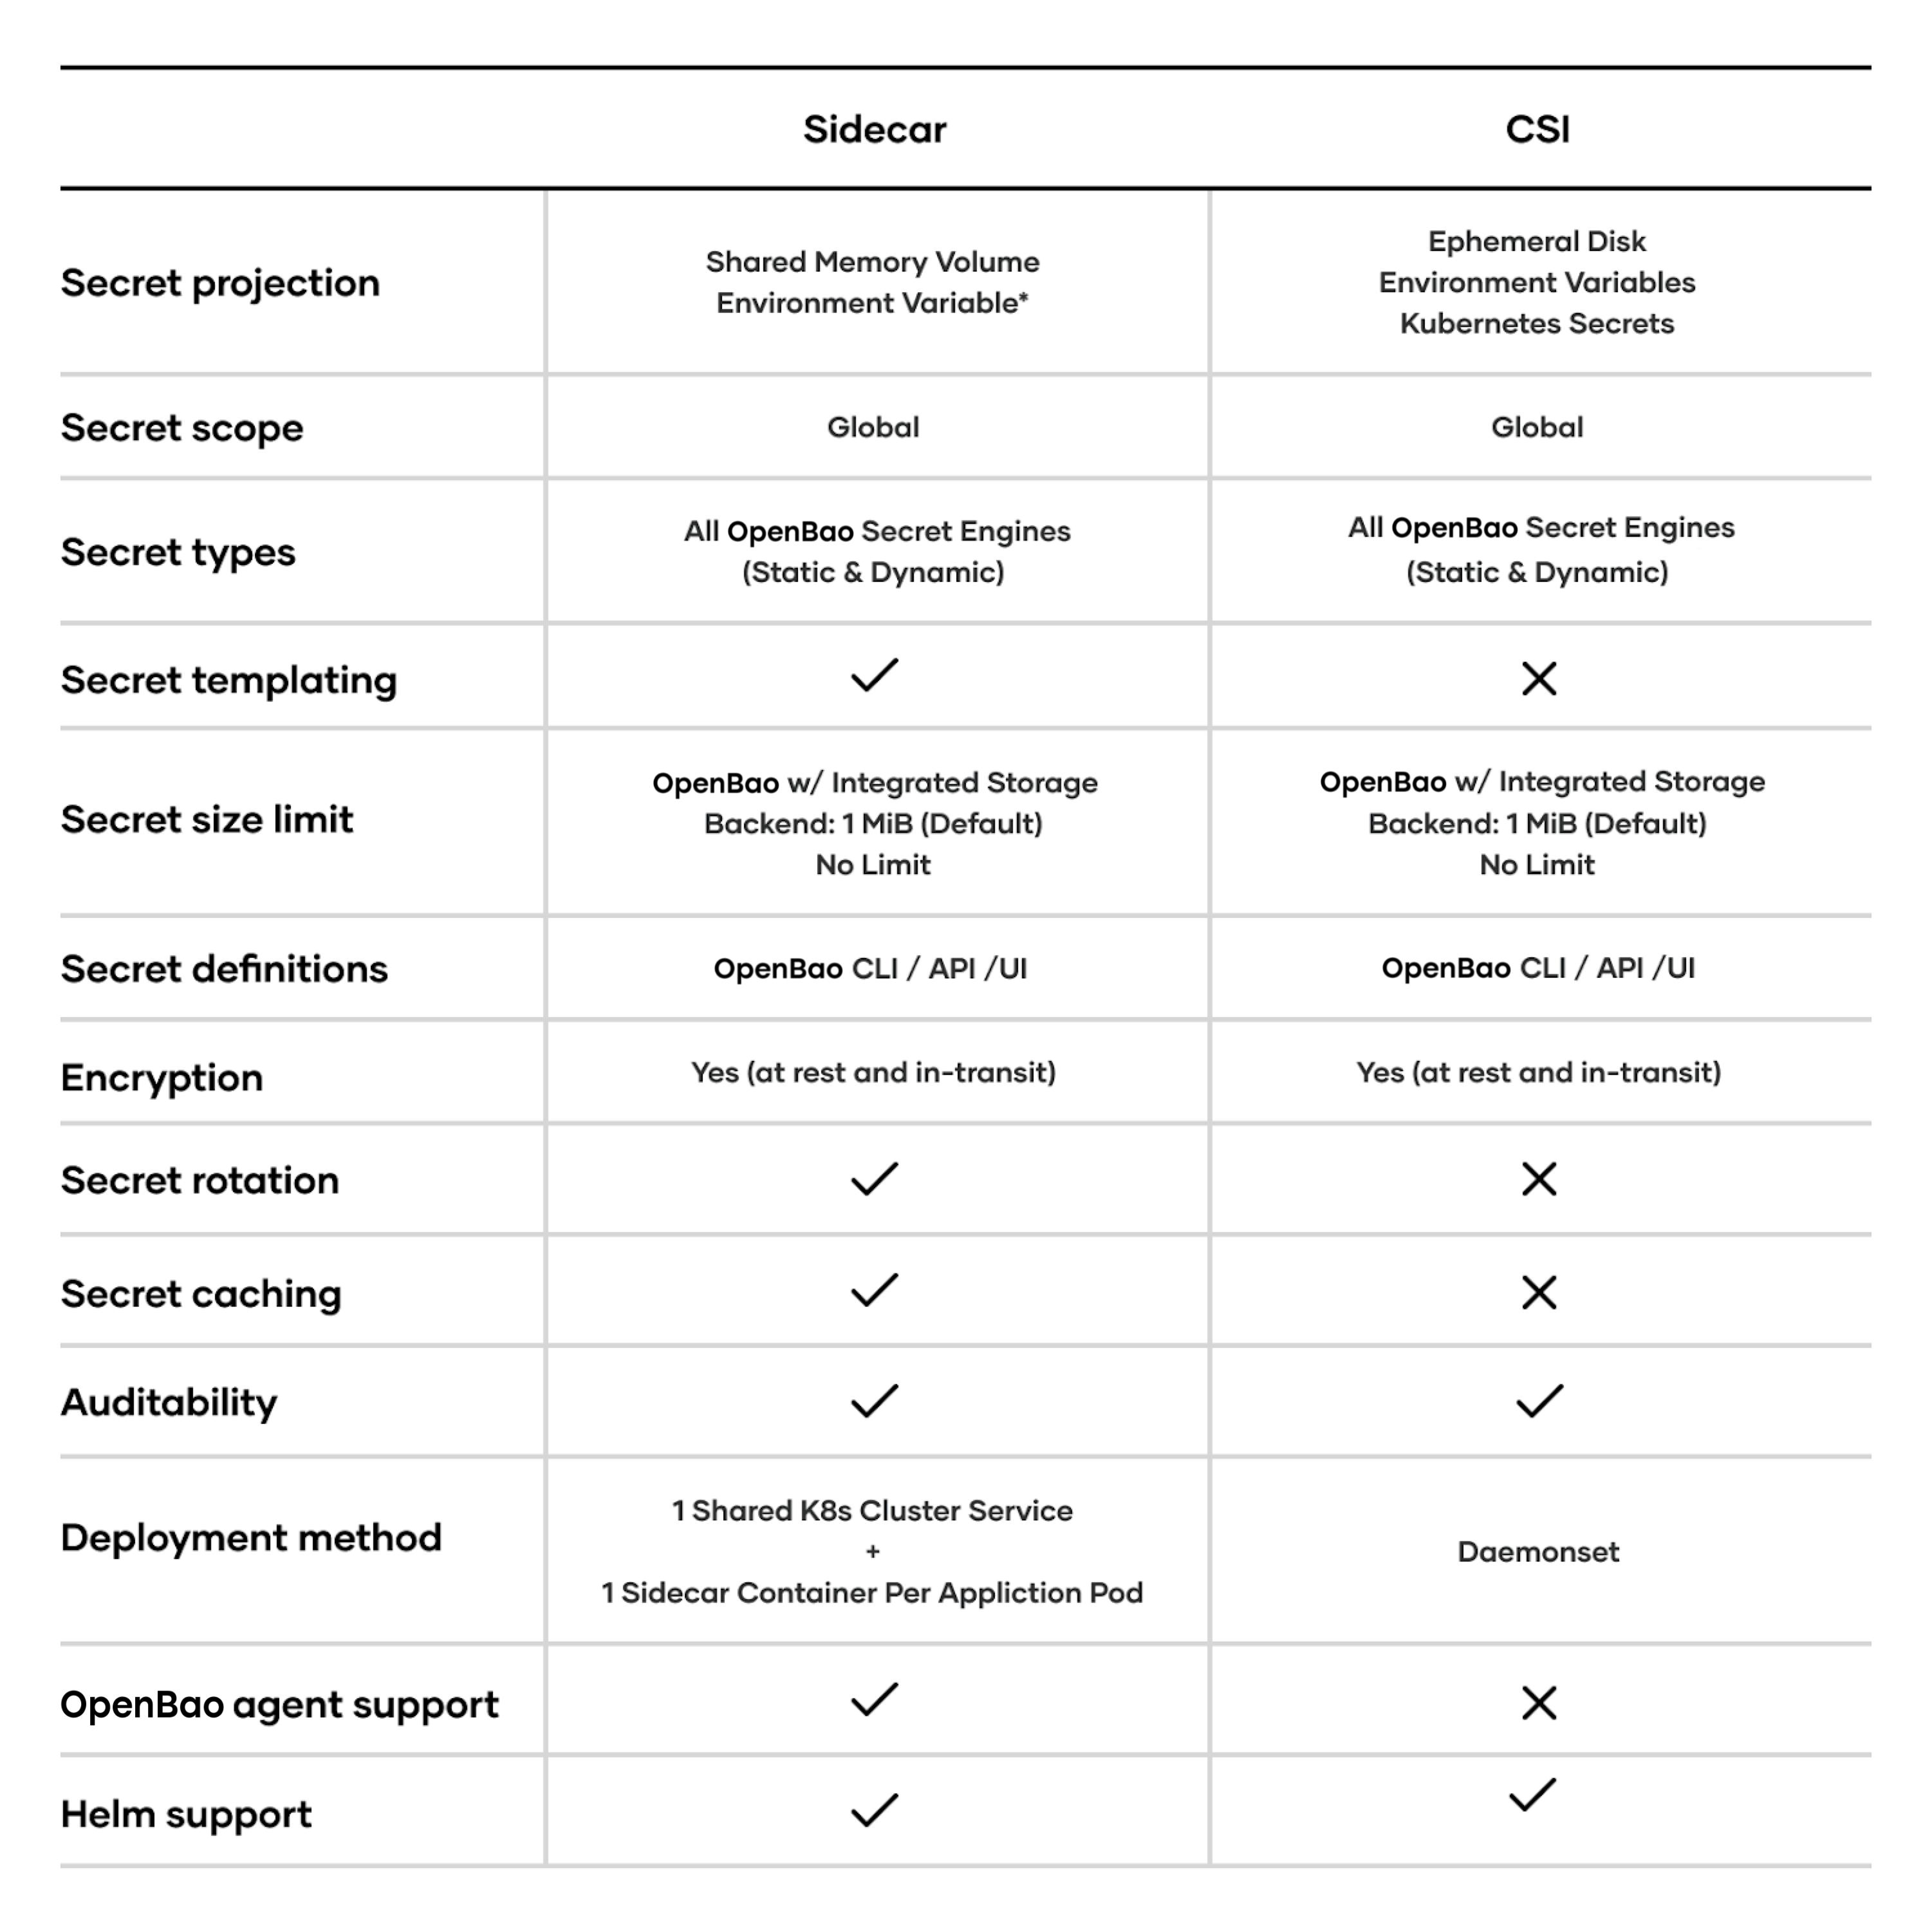 Sidecar
CSI
Secret projection
Shared Memory Volume
Environment Variable*
Ephemeral Disk
Environment Variables
Kubernetes Secrets
Secret scope
Global
Global
Secret types
All OpenBao Secret Engines
(Static & Dynamic)
All OpenBao Secret Engines
(Static & Dynamic)
Secret templating
Secret size limit
OpenBao w/ Integrated Storage
Backend: 1 MiB (Default)
No Limit
OpenBao w/ Integrated Storage
Backend: 1 MiB (Default)
No Limit
Secret definitions
OpenBao CLI / API /UI
OpenBao CLI / API /UI
Encryption
Yes (at rest and in-transit)
Yes (at rest and in-transit)
Secret rotation
Secret caching
Auditability
Deployment method
1 Shared K8s Cluster Service
+
1 Sidecar Container Per Appliction Pod
Daemonset
OpenBao agent support
Helm support